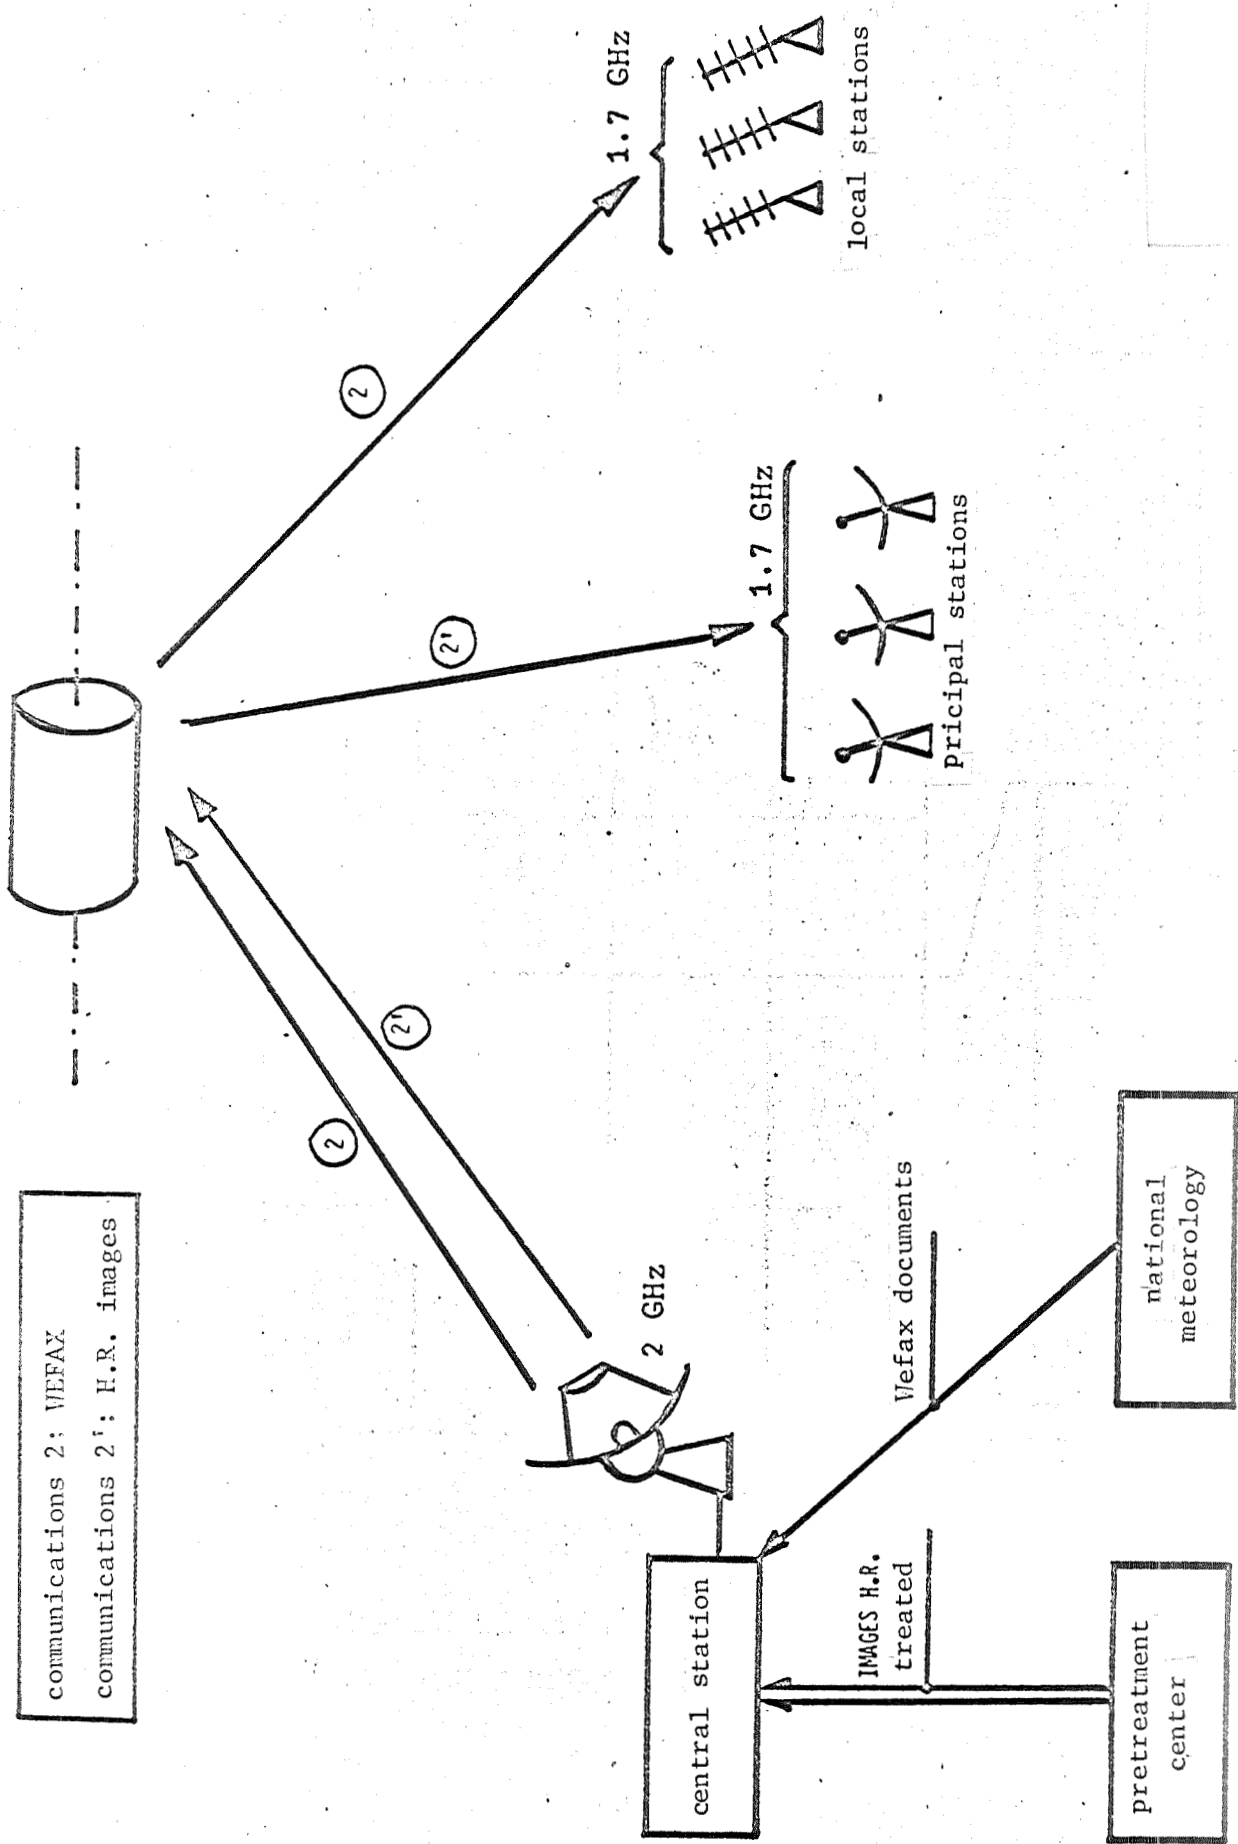 communications 2: WEFAX
communications 2': H.R. images
2
2'
2'
2
2 GHz
1.7 GHz
1.7 GHz
local stations
pricipal stations
central station
IMAGES H.R.
treated
Wefax documents
pretreatment
center
national
meteorology